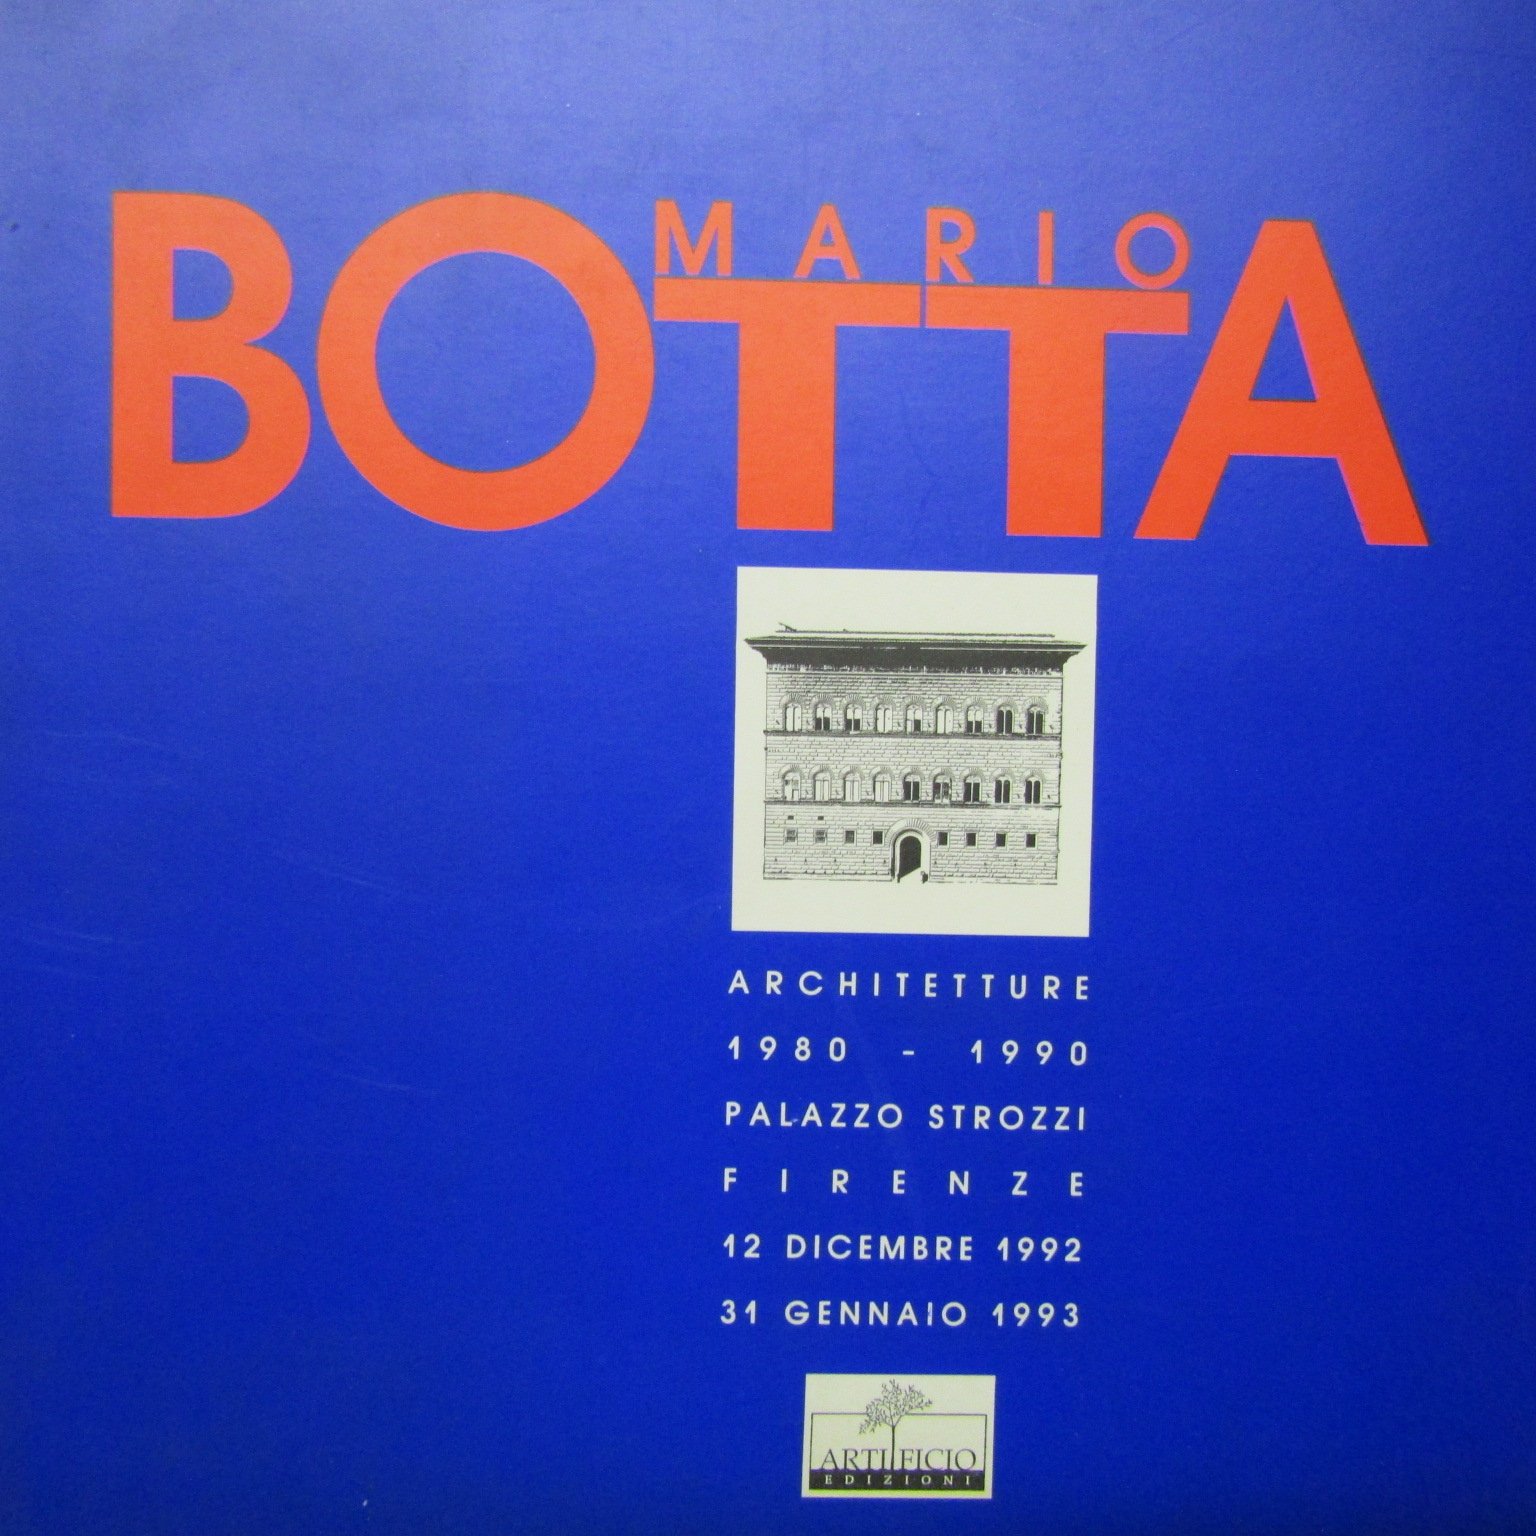 MARIO
BOTTA
ARCHITETTURE
1980 - 1990
PALAZZO STROZZI
FIRENZE
12 DICEMBRE 1992
31 GENNAIO 1993
ARTIFICIO
EDIZIONI